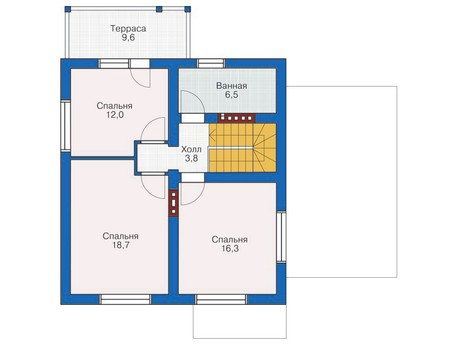 Терраса
9,6
Спальня
12,0
Ванная
6,5
Холл
3,8
Спальня
18,7
Спальня
16,3